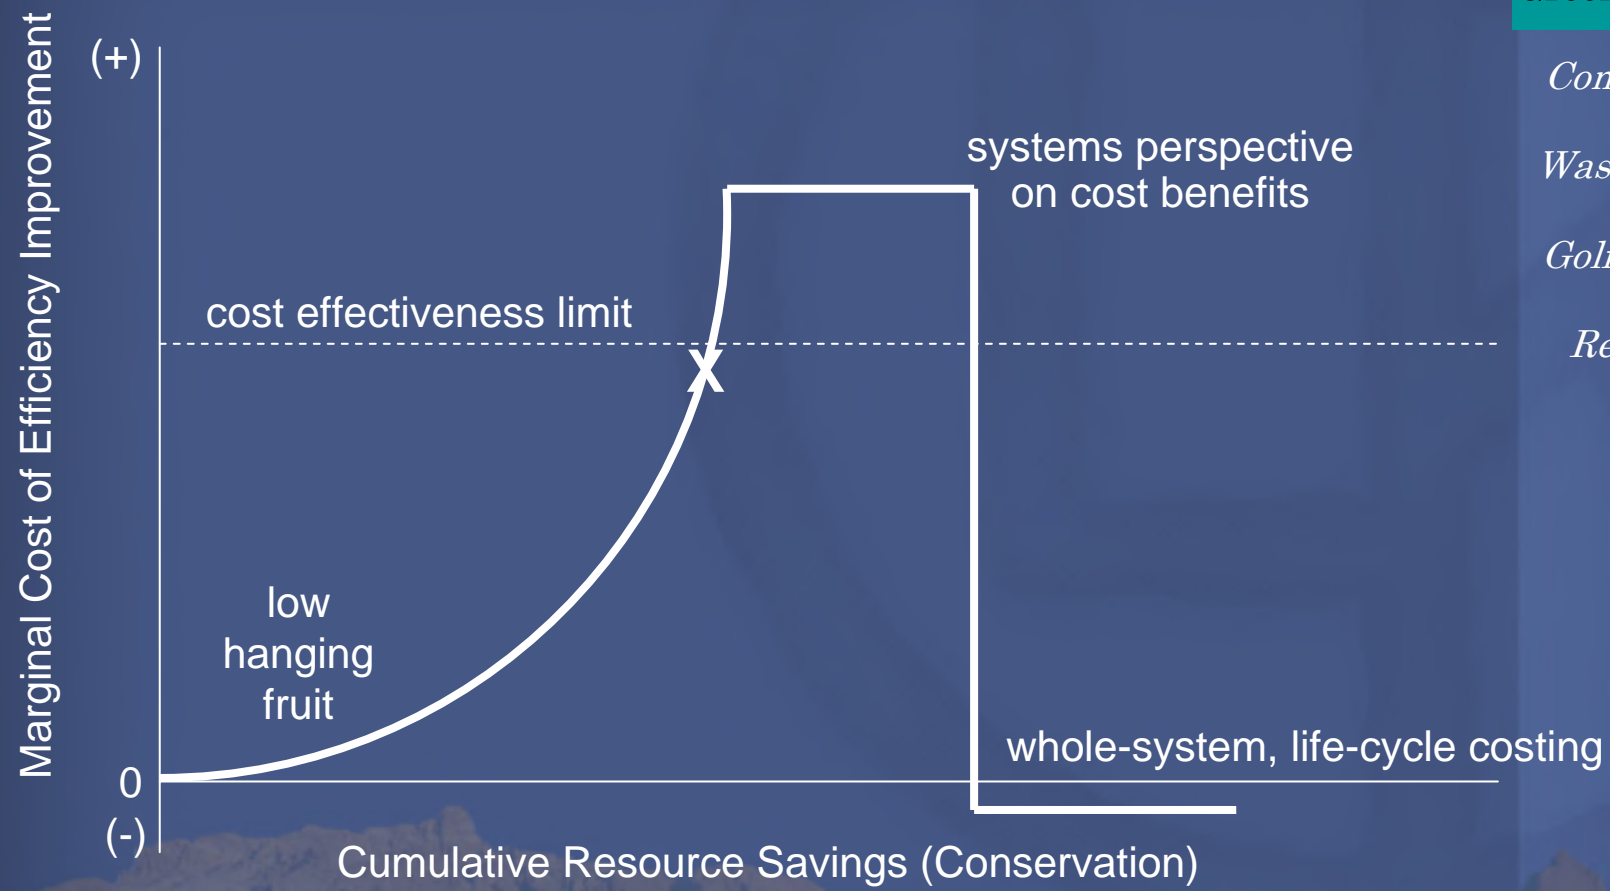 Marginal Cost of Efficiency Improvement
(+)
systems perspective
on cost benefits
cost effectiveness limit
X
low
hanging
fruit
whole-system, life-cycle costing
0
(-)
Cumulative Resource Savings (Conservation)